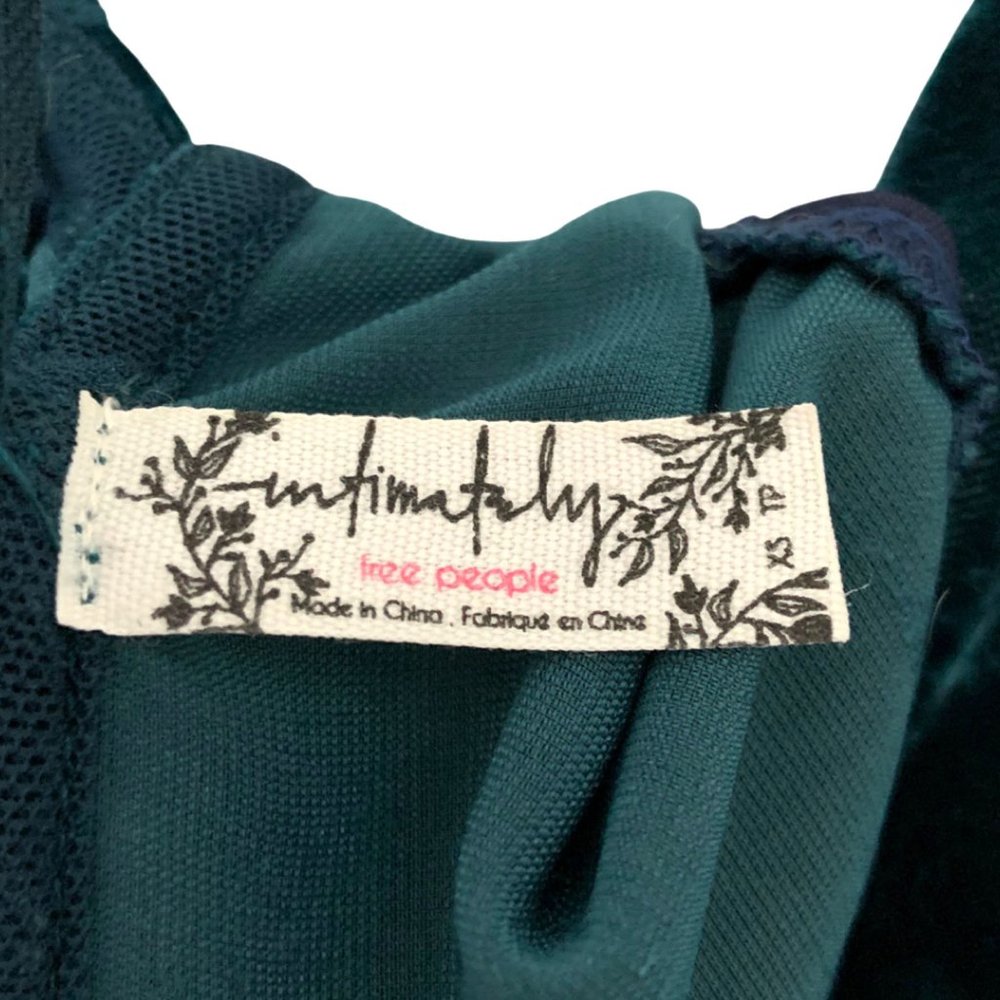 intimately
free people
Made in China . Fabriqué en Chine
XS TP